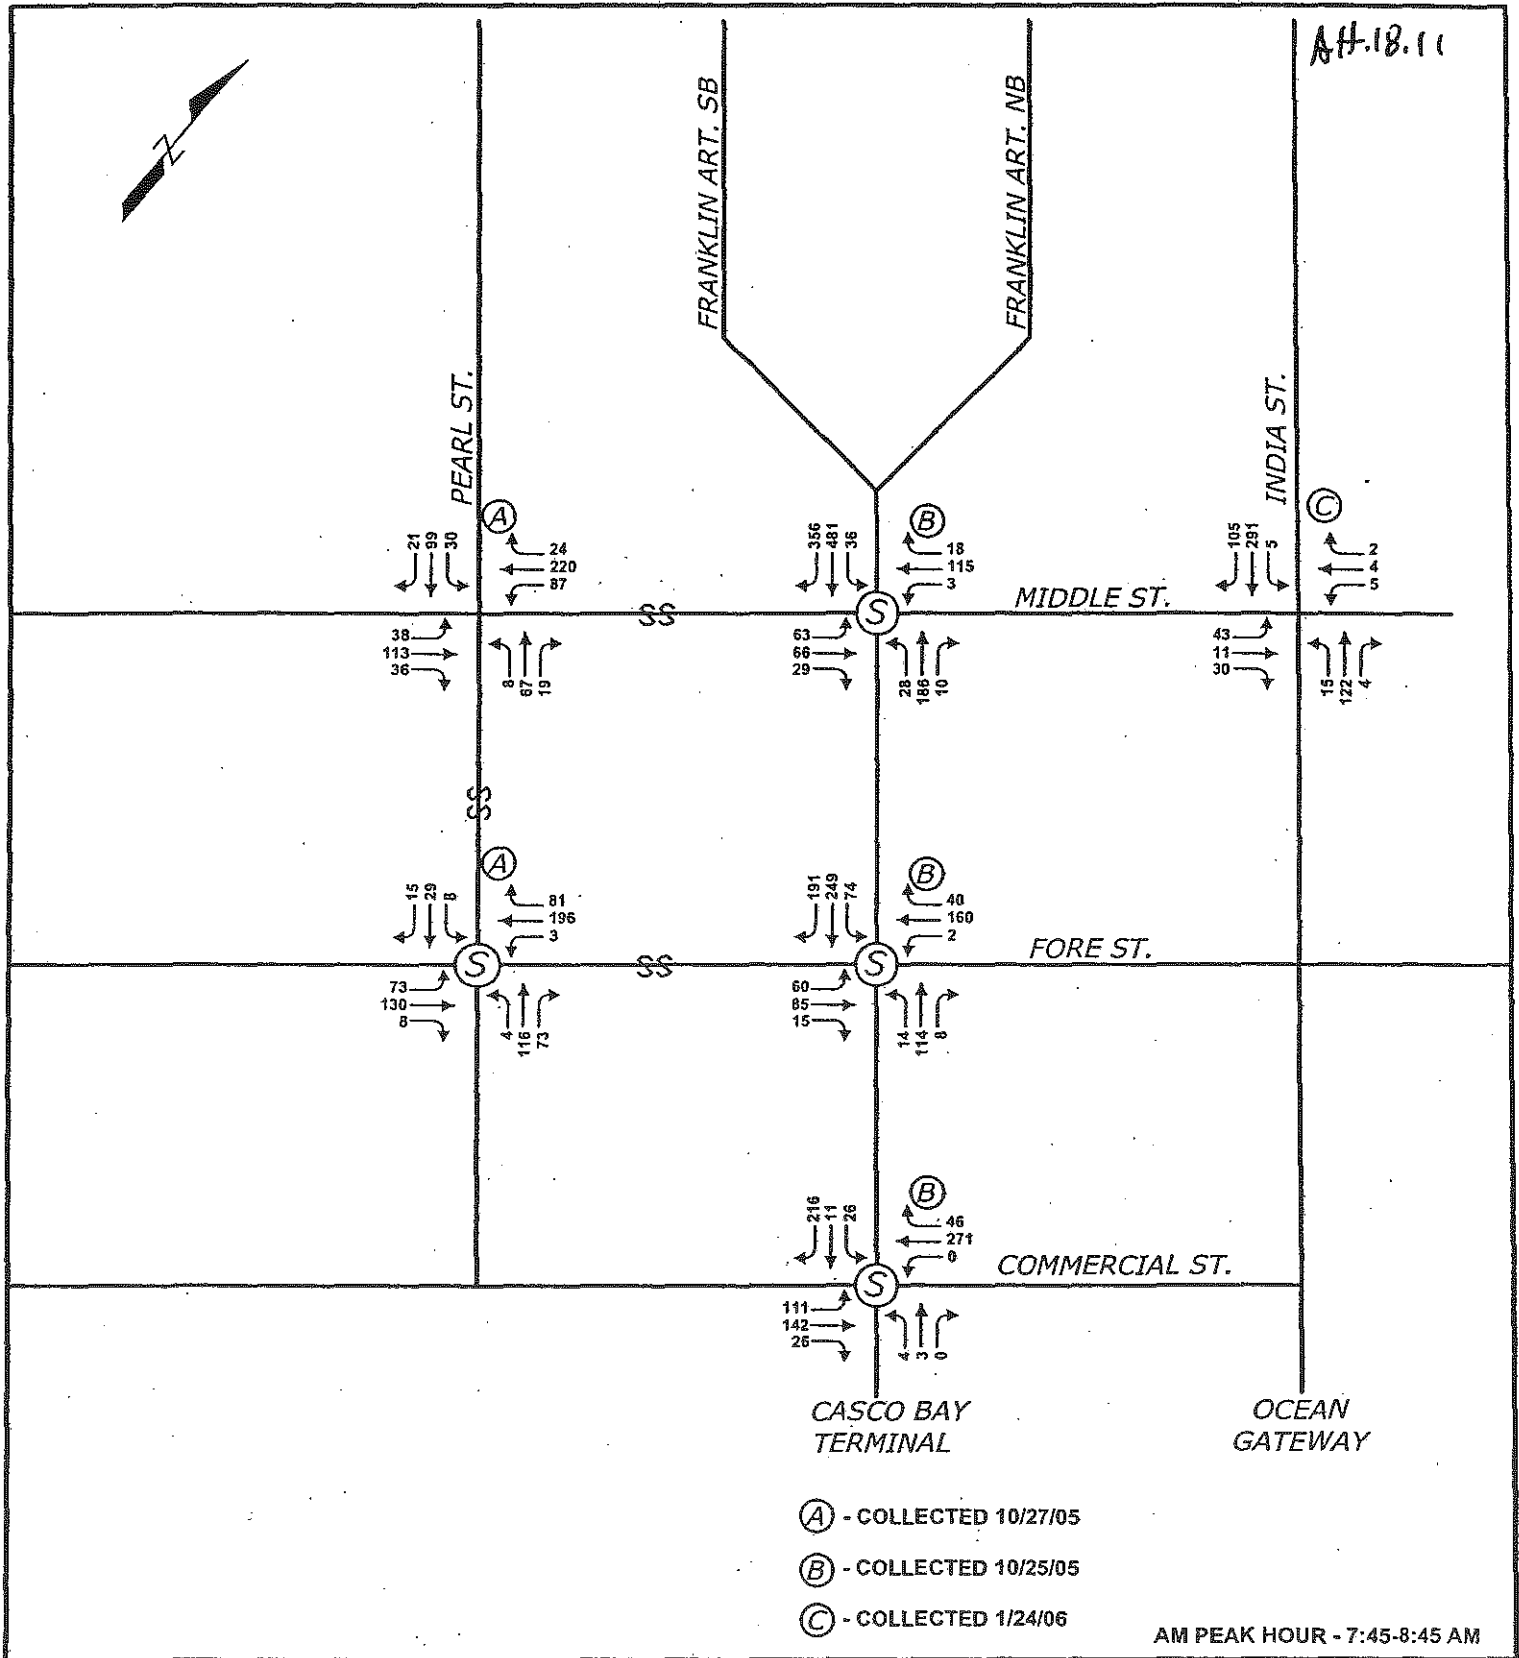 AH.18.11
N
FRANKLIN ART. SB
FRANKLIN ART. NB
PEARL ST.
INDIA ST.
A
21 99 30
24
220
87
38
113
36
8 67 19
SS
B
356 481 36
18
115
3
S
MIDDLE ST.
63
66
29
28 186 10
C
105 291 5
2
4
5
43
11
30
15 122 4
SS
A
15 29 8
81
196
3
S
73
130
8
4 116 73
SS
B
191 249 74
40
160
2
S
FORE ST.
60
85
15
14 114 8
B
216 11 26
46
271
0
S
COMMERCIAL ST.
111
142
26
4 3 0
CASCO BAY
TERMINAL
OCEAN
GATEWAY
A - COLLECTED 10/27/05
B - COLLECTED 10/25/05
C - COLLECTED 1/24/06
AM PEAK HOUR - 7:45-8:45 AM